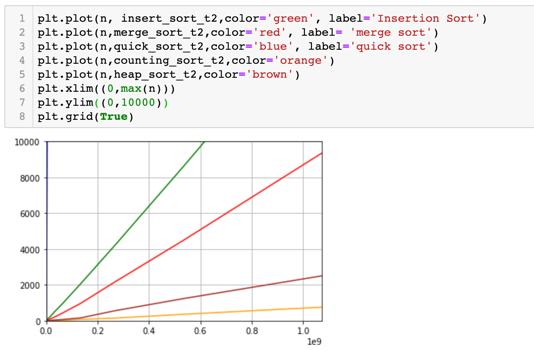 1 plt.plot(n, insert_sort_t2,color='green', label='Insertion Sort')
2 plt.plot(n,merge_sort_t2,color='red', label= 'merge sort')
3 plt.plot(n,quick_sort_t2,color='blue', label='quick sort')
4 plt.plot(n,counting_sort_t2,color='orange')
5 plt.plot(n,heap_sort_t2,color='brown')
6 plt.xlim((0,max(n)))
7 plt.ylim((0,10000))
8 plt.grid(True)
10000
8000
6000
4000
2000
0
0.0 0.2 0.4 0.6 0.8 1.0
1e9